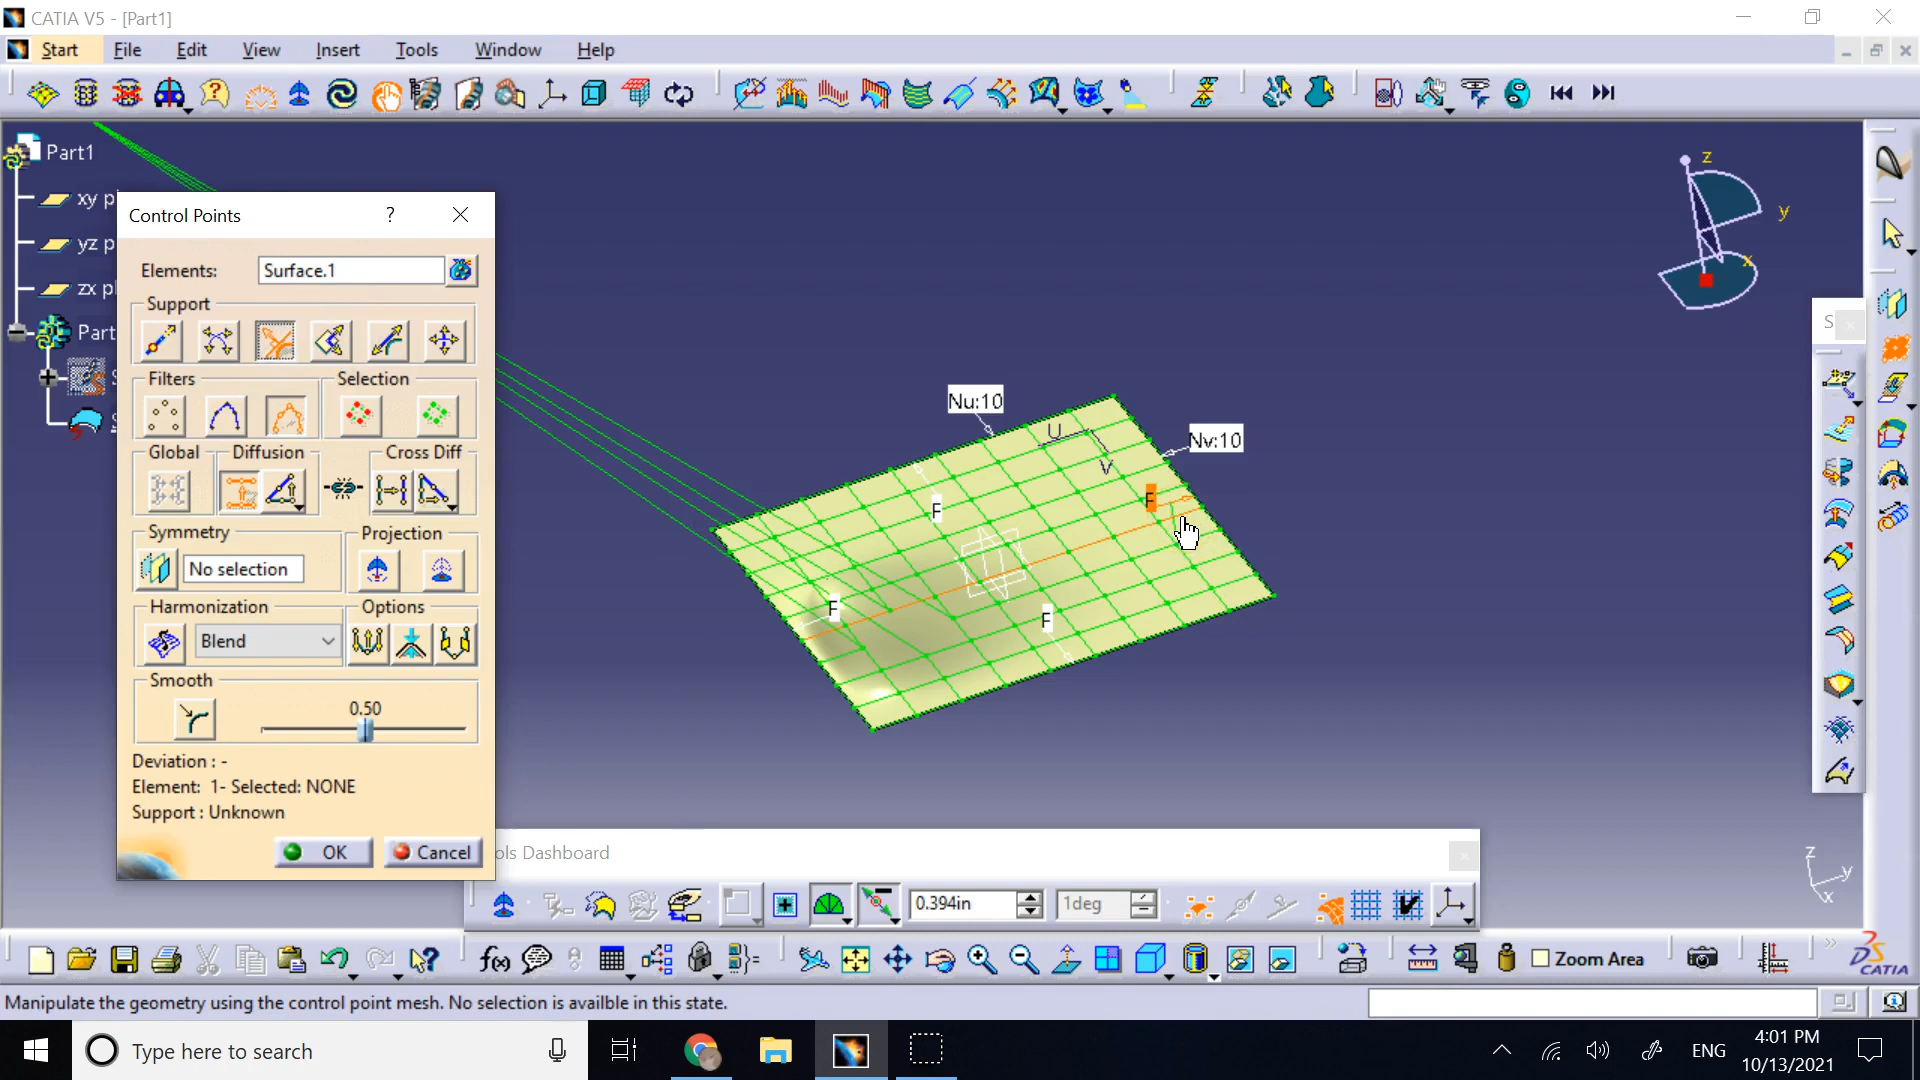 CATIA V5 - [Part1]
Start File Edit View Insert Tools Window Help
Part1
xy p
yz p
zx p
Part
Control Points
?
Elements: Surface.1
Support
Filters Selection
Global Diffusion Cross Diff
Symmetry Projection
No selection
Harmonization Options
Blend
Smooth
0.50
Deviation : -
Element: 1- Selected: NONE
Support : Unknown
OK Cancel
Nu:10
Nv:10
U
V
F
F
F
F
z
y
x
S
z
y
x
ols Dashboard
0.394in 1deg
f(x)
Zoom Area
CATIA
Manipulate the geometry using the control point mesh. No selection is availble in this state.
Type here to search
ENG
4:01 PM
10/13/2021